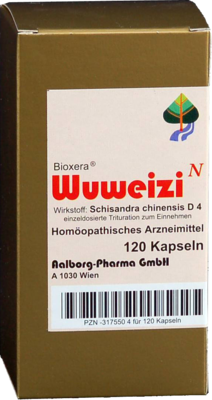 Bioxera®
Wuweizi N
Wirkstoff: Schisandra chinensis D 4
einzeldosierte Trituration zum Einnehmen
Homöopathisches Arzneimittel
120 Kapseln
Aalborg-Pharma GmbH
A 1030 Wien
PZN -317550 4 für 120 Kapseln